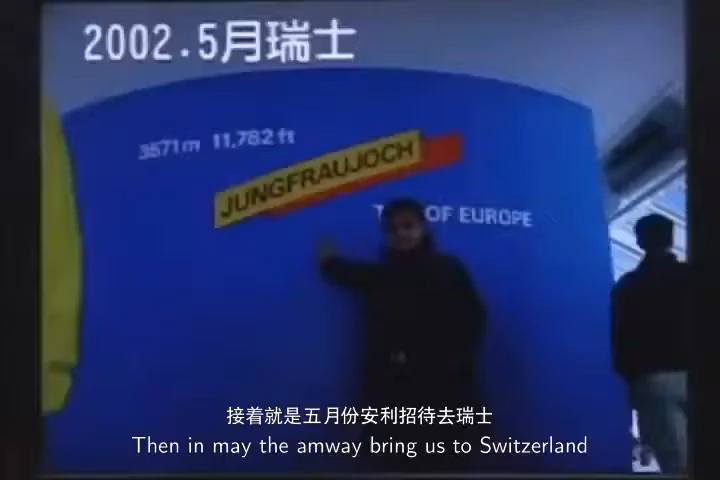 2002.5月瑞士
3571m 11,782 ft
JUNGFRAUJOCH
OF EUROPE
接着就是五月份安利招待去瑞士
Then in may the amway bring us to Switzerland